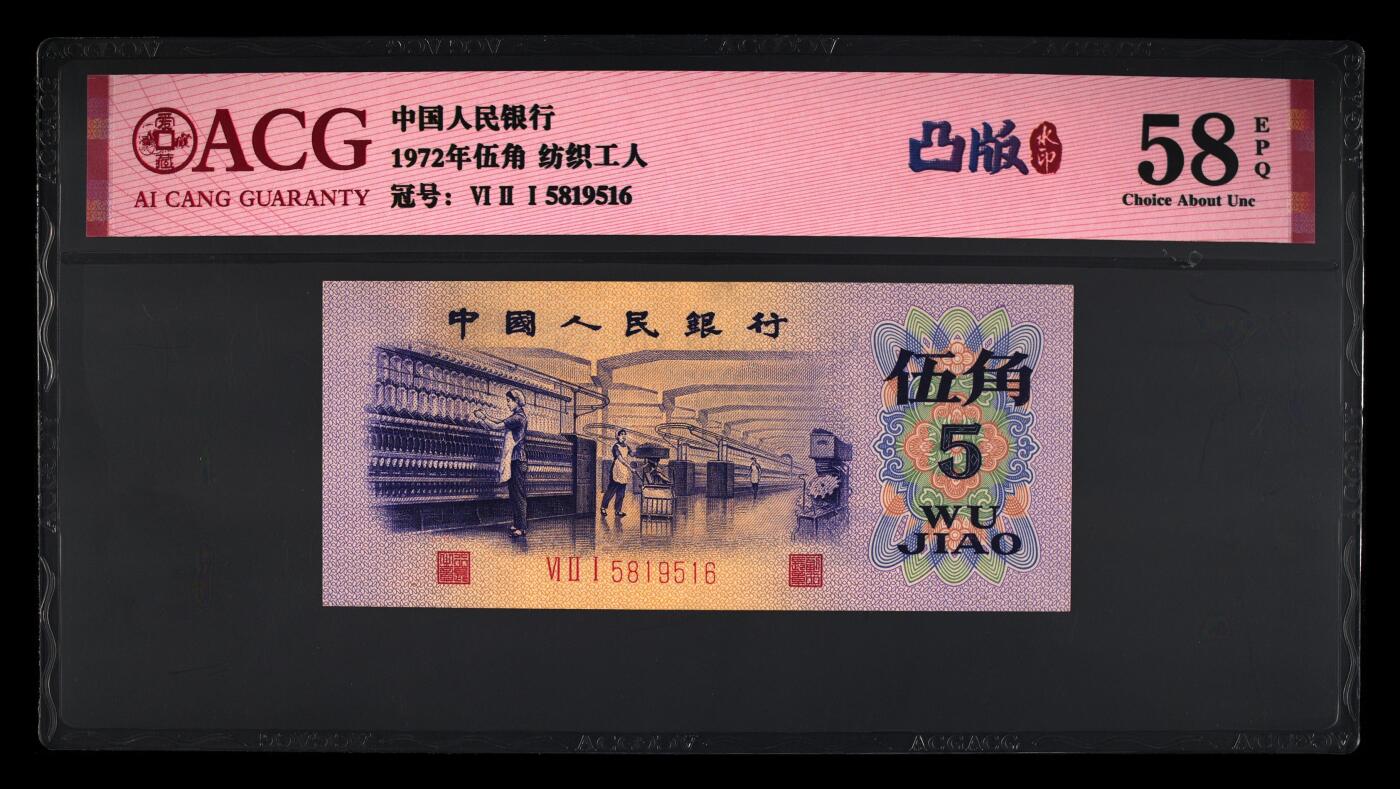 ACG
AI CANG GUARANTY
中国人民银行
1972年伍角 纺织工人
冠号： Ⅵ Ⅱ Ⅰ 5819516
凸版 水印
58 EPQ
Choice About Unc
中國人民銀行
伍角
5
WU
JIAO
Ⅵ Ⅱ Ⅰ 5819516